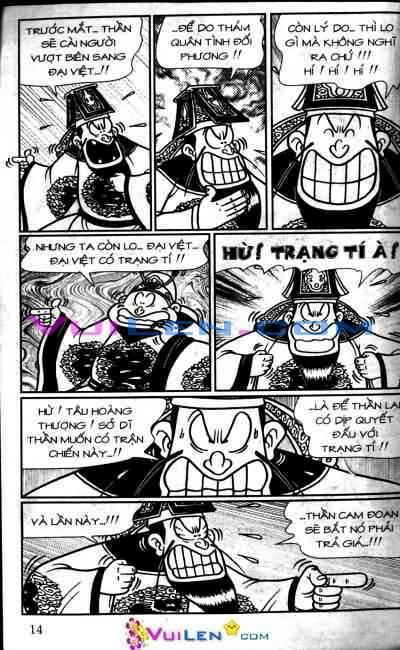 TRƯỚC MẮT... THẦN
SẼ CÀI NGƯỜI
VƯỢT BIÊN SANG
ĐẠI VIỆT..!!
..ĐỂ DO THÁM
QUÂN TÌNH ĐỐI
PHƯƠNG !!
CÒN LÝ DO... THÌ LO
GÌ MÀ KHÔNG NGHĨ
RA CHỨ !!!
HÍ ! HÍ ! HÍ !!
NHƯNG TA CÒN LO... ĐẠI VIỆT...
ĐẠI VIỆT CÓ TRẠNG TÍ !!
HỪ! TRẠNG TÍ À!
HỪ ! TÂU HOÀNG
THƯỢNG ! SỞ DĨ
THẦN MUỐN CÓ TRẬN
CHIẾN NÀY...!!
...LÀ ĐỂ THẦN LẠI
CÓ DỊP QUYẾT
ĐẤU VỚI
TRẠNG TÍ !!
VÀ LẦN NÀY...!!!
...THẦN CAM ĐOAN
SẼ BẮT NÓ PHẢI
TRẢ GIÁ...!!!
VUILEN.COM
14
VUILEN.COM